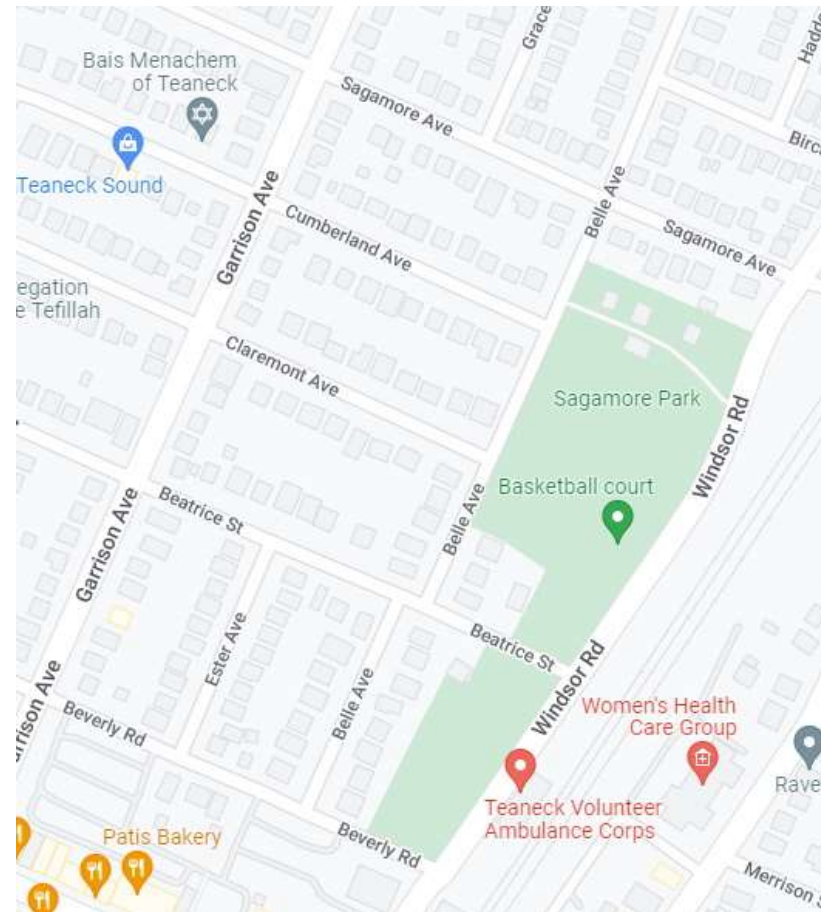 Grace
Hadde
Bais Menachem
of Teaneck
Sagamore Ave
Birc
Teaneck Sound
Garrison Ave
Belle Ave
Cumberland Ave
Sagamore Ave
egation
e Tefillah
Claremont Ave
Sagamore Park
Windsor Rd
Basketball court
Beatrice St
Belle Ave
Garrison Ave
Ester Ave
Beatrice St
Windsor Rd
Belle Ave
rison Ave
Beverly Rd
Women's Health
Care Group
Rave
Teaneck Volunteer
Ambulance Corps
Patis Bakery
Beverly Rd
Merrison S